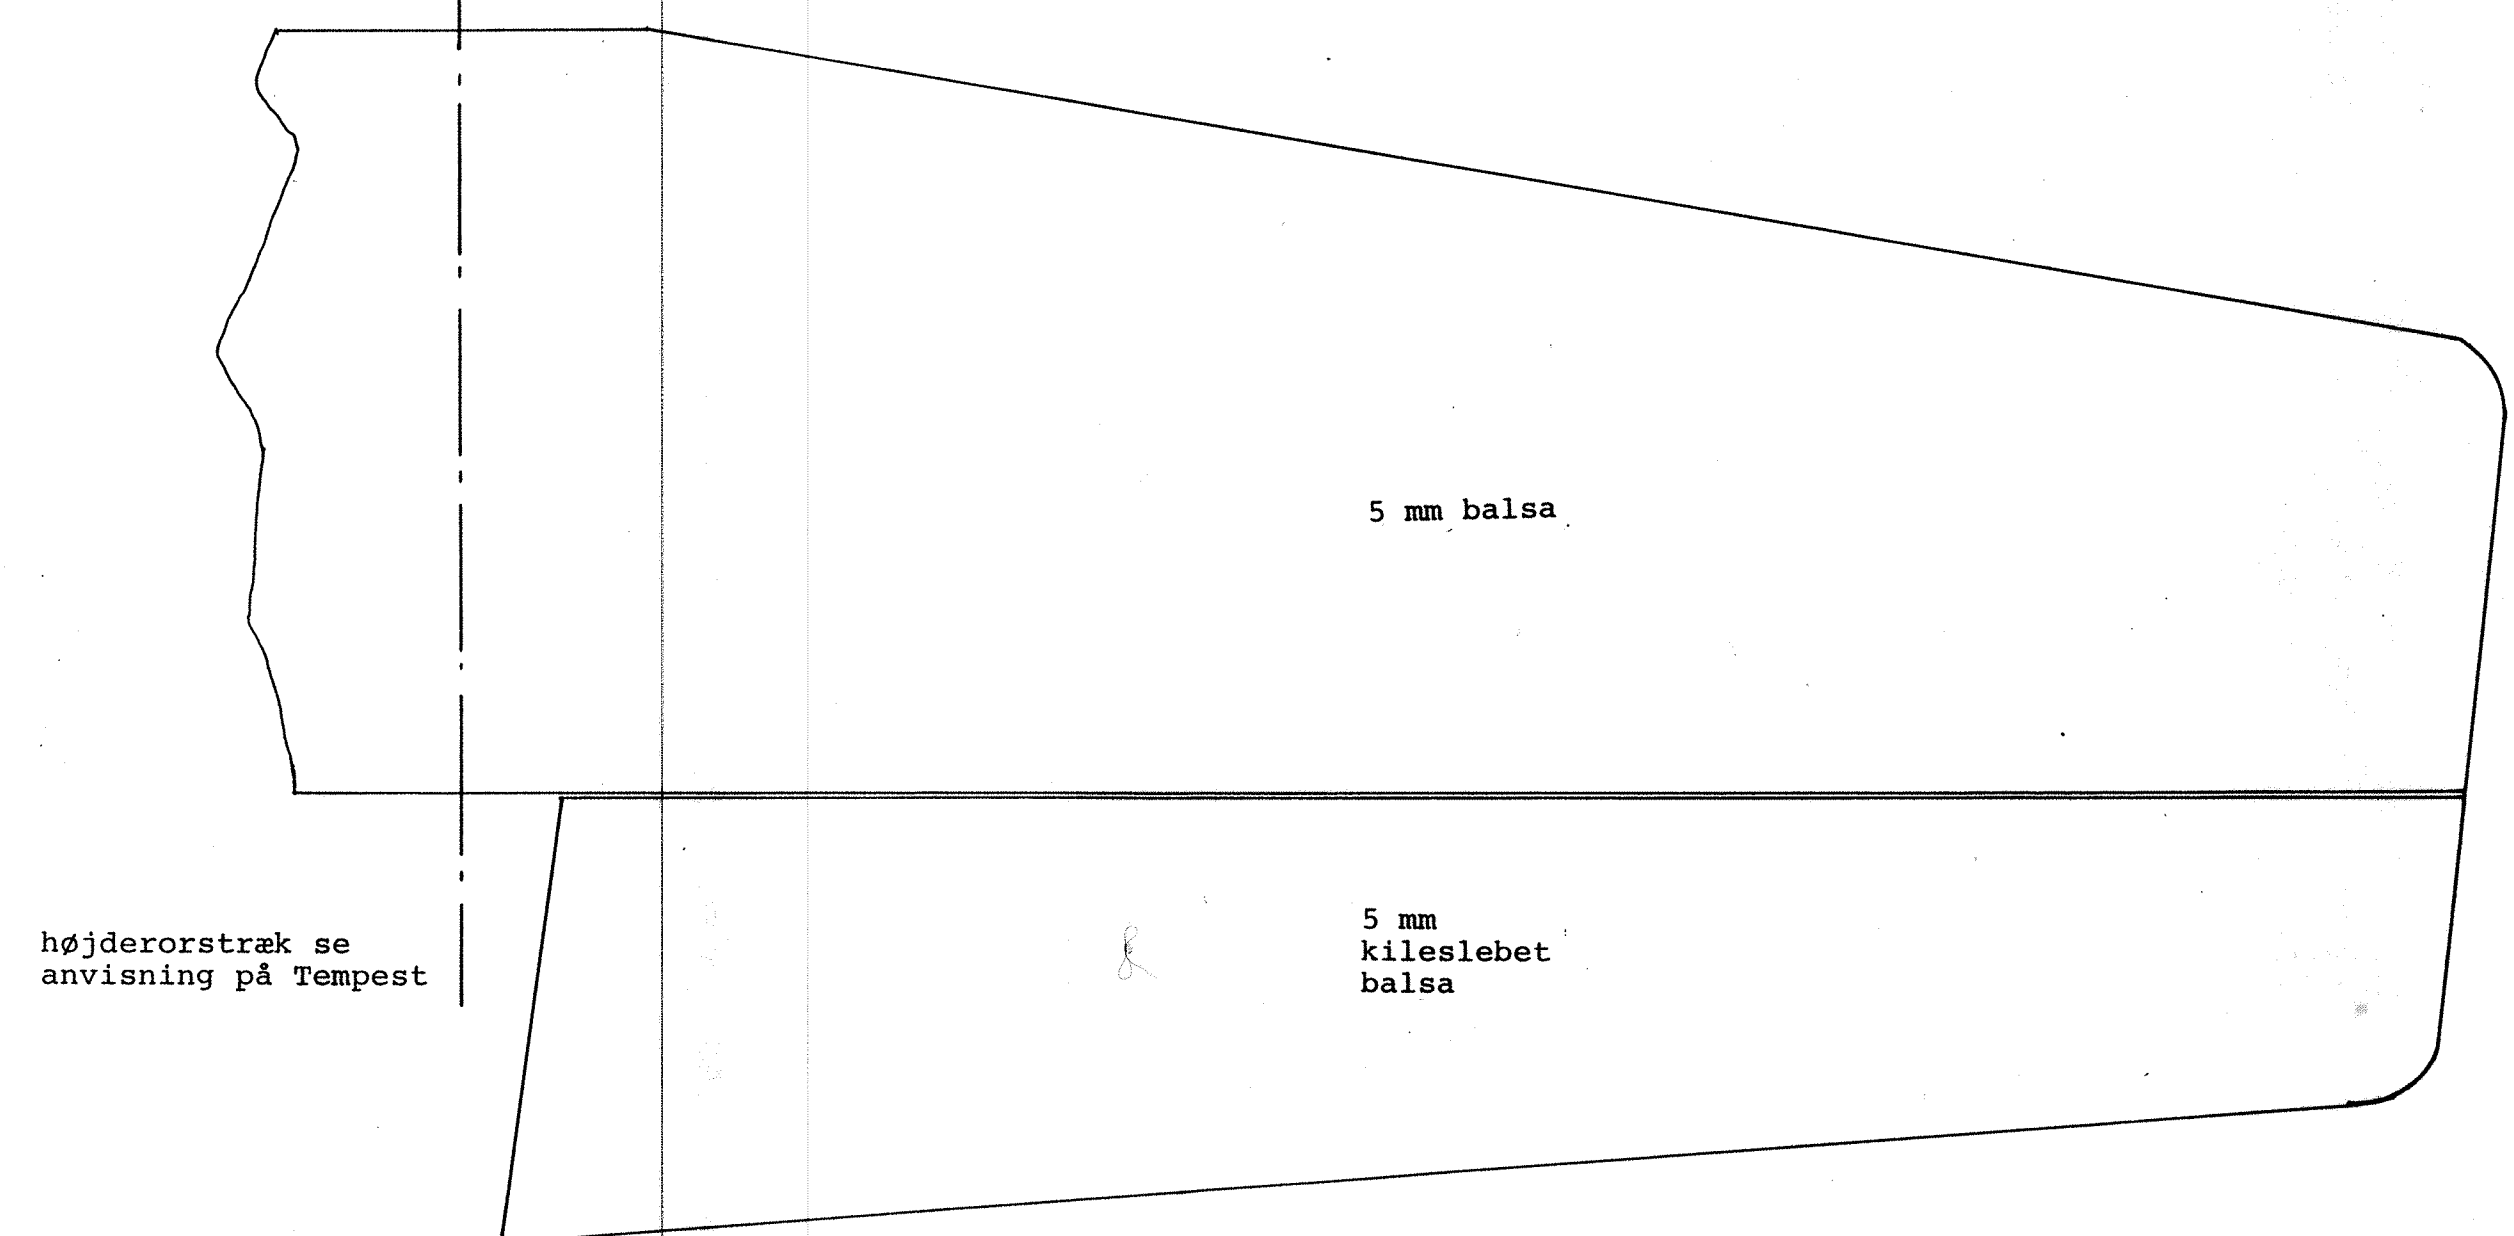 5 mm balsa
højderorstræk se
anvisning på Tempest
5 mm
kileslebet
balsa